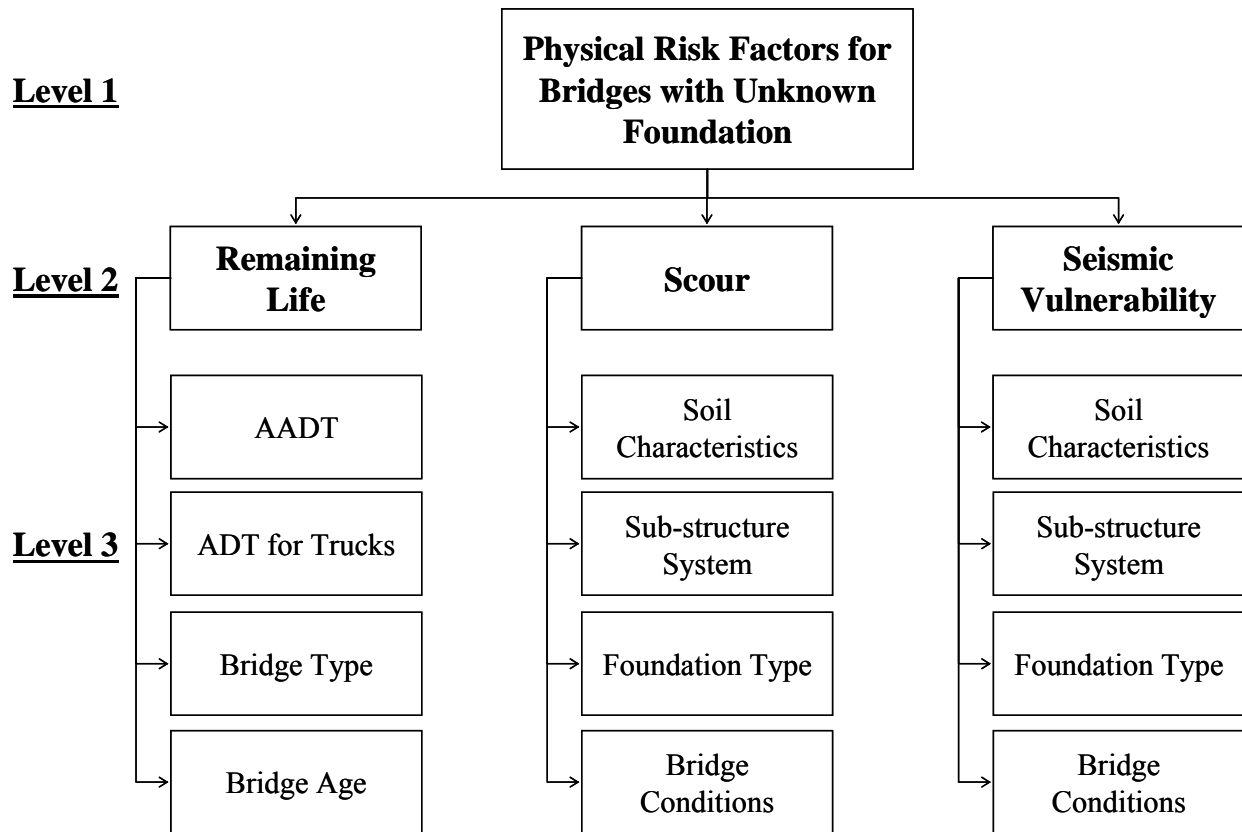 Level 1
Physical Risk Factors for
Bridges with Unknown
Foundation
Level 2
Remaining
Life
Scour
Seismic
Vulnerability
Level 3
AADT
ADT for Trucks
Bridge Type
Bridge Age
Soil
Characteristics
Sub-structure
System
Foundation Type
Bridge
Conditions
Soil
Characteristics
Sub-structure
System
Foundation Type
Bridge
Conditions